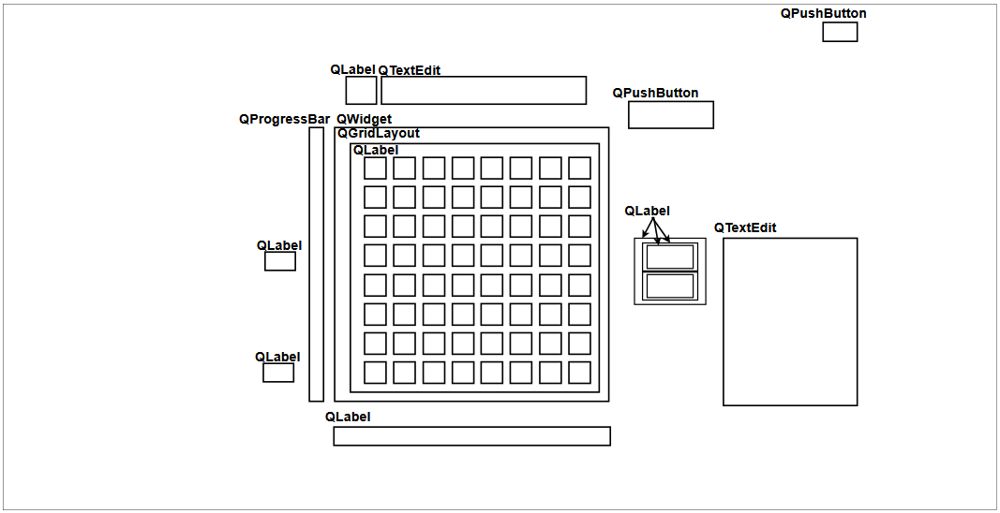 QPushButton
QLabel QTextEdit
QPushButton
QProgressBar QWidget
QGridLayout
QLabel
QLabel
QTextEdit
QLabel
QLabel
QLabel